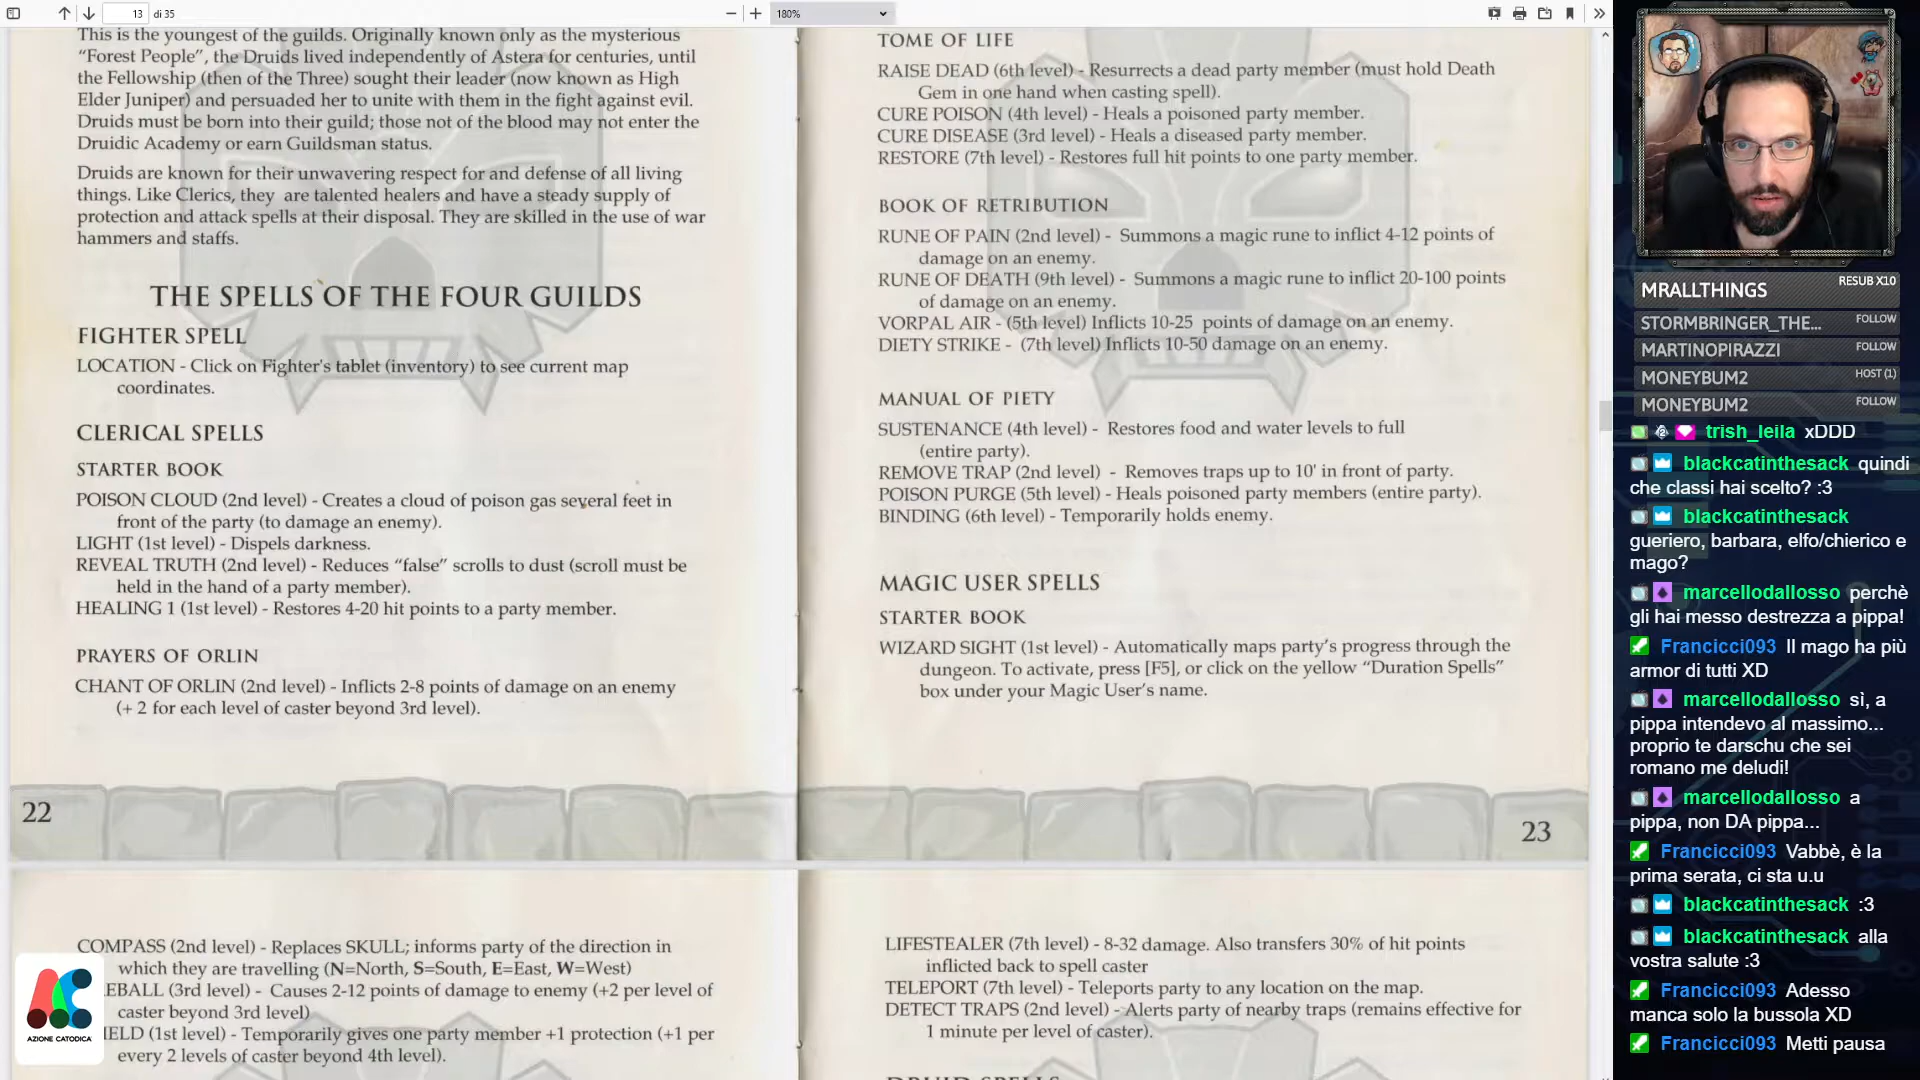 13 di 35
180%
This is the youngest of the guilds. Originally known only as the mysterious
“Forest People”, the Druids lived independently of Astera for centuries, until
the Fellowship (then of the Three) sought their leader (now known as High
Elder Juniper) and persuaded her to unite with them in the fight against evil.
Druids must be born into their guild; those not of the blood may not enter the
Druidic Academy or earn Guildsman status.
Druids are known for their unwavering respect for and defense of all living
things. Like Clerics, they are talented healers and have a steady supply of
protection and attack spells at their disposal. They are skilled in the use of war
hammers and staffs.
THE SPELLS OF THE FOUR GUILDS
FIGHTER SPELL
LOCATION - Click on Fighter's tablet (inventory) to see current map
coordinates.
CLERICAL SPELLS
STARTER BOOK
POISON CLOUD (2nd level) - Creates a cloud of poison gas several feet in
front of the party (to damage an enemy).
LIGHT (1st level) - Dispels darkness.
REVEAL TRUTH (2nd level) - Reduces “false” scrolls to dust (scroll must be
held in the hand of a party member).
HEALING 1 (1st level) - Restores 4-20 hit points to a party member.
PRAYERS OF ORLIN
CHANT OF ORLIN (2nd level) - Inflicts 2-8 points of damage on an enemy
(+ 2 for each level of caster beyond 3rd level).
22
TOME OF LIFE
RAISE DEAD (6th level) - Resurrects a dead party member (must hold Death
Gem in one hand when casting spell).
CURE POISON (4th level) - Heals a poisoned party member.
CURE DISEASE (3rd level) - Heals a diseased party member.
RESTORE (7th level) - Restores full hit points to one party member.
BOOK OF RETRIBUTION
RUNE OF PAIN (2nd level) - Summons a magic rune to inflict 4-12 points of
damage on an enemy.
RUNE OF DEATH (9th level) - Summons a magic rune to inflict 20-100 points
of damage on an enemy.
VORPAL AIR - (5th level) Inflicts 10-25 points of damage on an enemy.
DIETY STRIKE - (7th level) Inflicts 10-50 damage on an enemy.
MANUAL OF PIETY
SUSTENANCE (4th level) - Restores food and water levels to full
(entire party).
REMOVE TRAP (2nd level) - Removes traps up to 10' in front of party.
POISON PURGE (5th level) - Heals poisoned party members (entire party).
BINDING (6th level) - Temporarily holds enemy.
MAGIC USER SPELLS
STARTER BOOK
WIZARD SIGHT (1st level) - Automatically maps party's progress through the
dungeon. To activate, press [F5], or click on the yellow “Duration Spells”
box under your Magic User's name.
23
COMPASS (2nd level) - Replaces SKULL; informs party of the direction in
which they are travelling (N=North, S=South, E=East, W=West)
EBALL (3rd level) - Causes 2-12 points of damage to enemy (+2 per level of
caster beyond 3rd level)
IELD (1st level) - Temporarily gives one party member +1 protection (+1 per
every 2 levels of caster beyond 4th level).
AZIONE CATODICA
LIFESTEALER (7th level) - 8-32 damage. Also transfers 30% of hit points
inflicted back to spell caster
TELEPORT (7th level) - Teleports party to any location on the map.
DETECT TRAPS (2nd level) - Alerts party of nearby traps (remains effective for
1 minute per level of caster).
DRUID SPELLS
MRALLTHINGS RESUB X10
STORMBRINGER_THE... FOLLOW
MARTINOPIRAZZI FOLLOW
MONEYBUM2 HOST (1)
MONEYBUM2 FOLLOW
trish_leila xDDD
blackcatinthesack quindi
che classi hai scelto? :3
blackcatinthesack
gueriero, barbara, elfo/chierico e
mago?
marcellodallosso perchè
gli hai messo destrezza a pippa!
Francicci093 Il mago ha più
armor di tutti XD
marcellodallosso sì, a
pippa intendevo al massimo...
proprio te darschu che sei
romano me deludi!
marcellodallosso a
pippa, non DA pippa...
Francicci093 Vabbè, è la
prima serata, ci sta u.u
blackcatinthesack :3
blackcatinthesack alla
vostra salute :3
Francicci093 Adesso
manca solo la bussola XD
Francicci093 Metti pausa